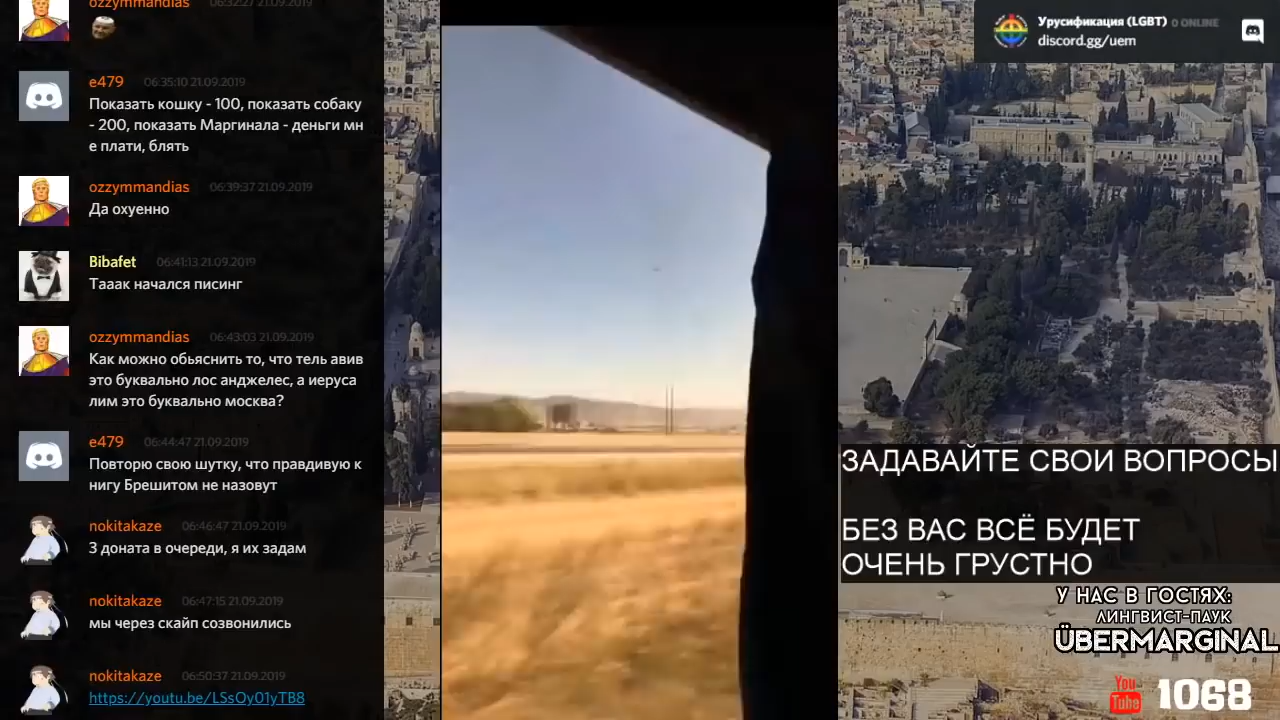 ozzymmandias 06:32:27 21.09.2019
e479 06:35:10 21.09.2019
Показать кошку - 100, показать собаку
- 200, показать Маргинала - деньги мн
е плати, блять
ozzymmandias 06:39:37 21.09.2019
Да охуенно
Bibafet 06:41:13 21.09.2019
Тааак начался писинг
ozzymmandias 06:43:03 21.09.2019
Как можно обьяснить то, что тель авив
это буквально лос анджелес, а иеруса
лим это буквально москва?
e479 06:44:47 21.09.2019
Повторю свою шутку, что правдивую к
нигу Брешитом не назовут
nokitakaze 06:46:47 21.09.2019
3 доната в очереди, я их задам
nokitakaze 06:47:15 21.09.2019
мы через скайп созвонились
nokitakaze 06:50:37 21.09.2019
https://youtu.be/LSsOy01yTB8
Урусификация (LGBT) 0 ONLINE
discord.gg/uem
ЗАДАВАЙТЕ СВОИ ВОПРОСЫ
БЕЗ ВАС ВСЁ БУДЕТ
ОЧЕНЬ ГРУСТНО
У НАС В ГОСТЯХ:
ЛИНГВИСТ-ПАУК
ÜBERMARGINAL
You
Tube
1068